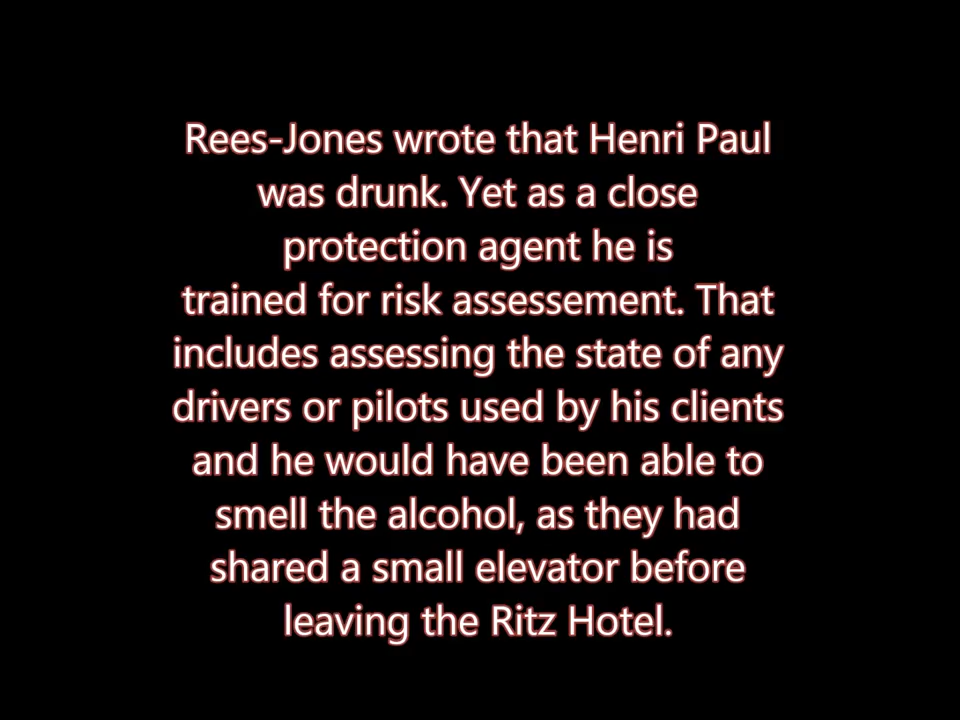 Rees-Jones wrote that Henri Paul
was drunk. Yet as a close
protection agent he is
trained for risk assessement. That
includes assessing the state of any
drivers or pilots used by his clients
and he would have been able to
smell the alcohol, as they had
shared a small elevator before
leaving the Ritz Hotel.